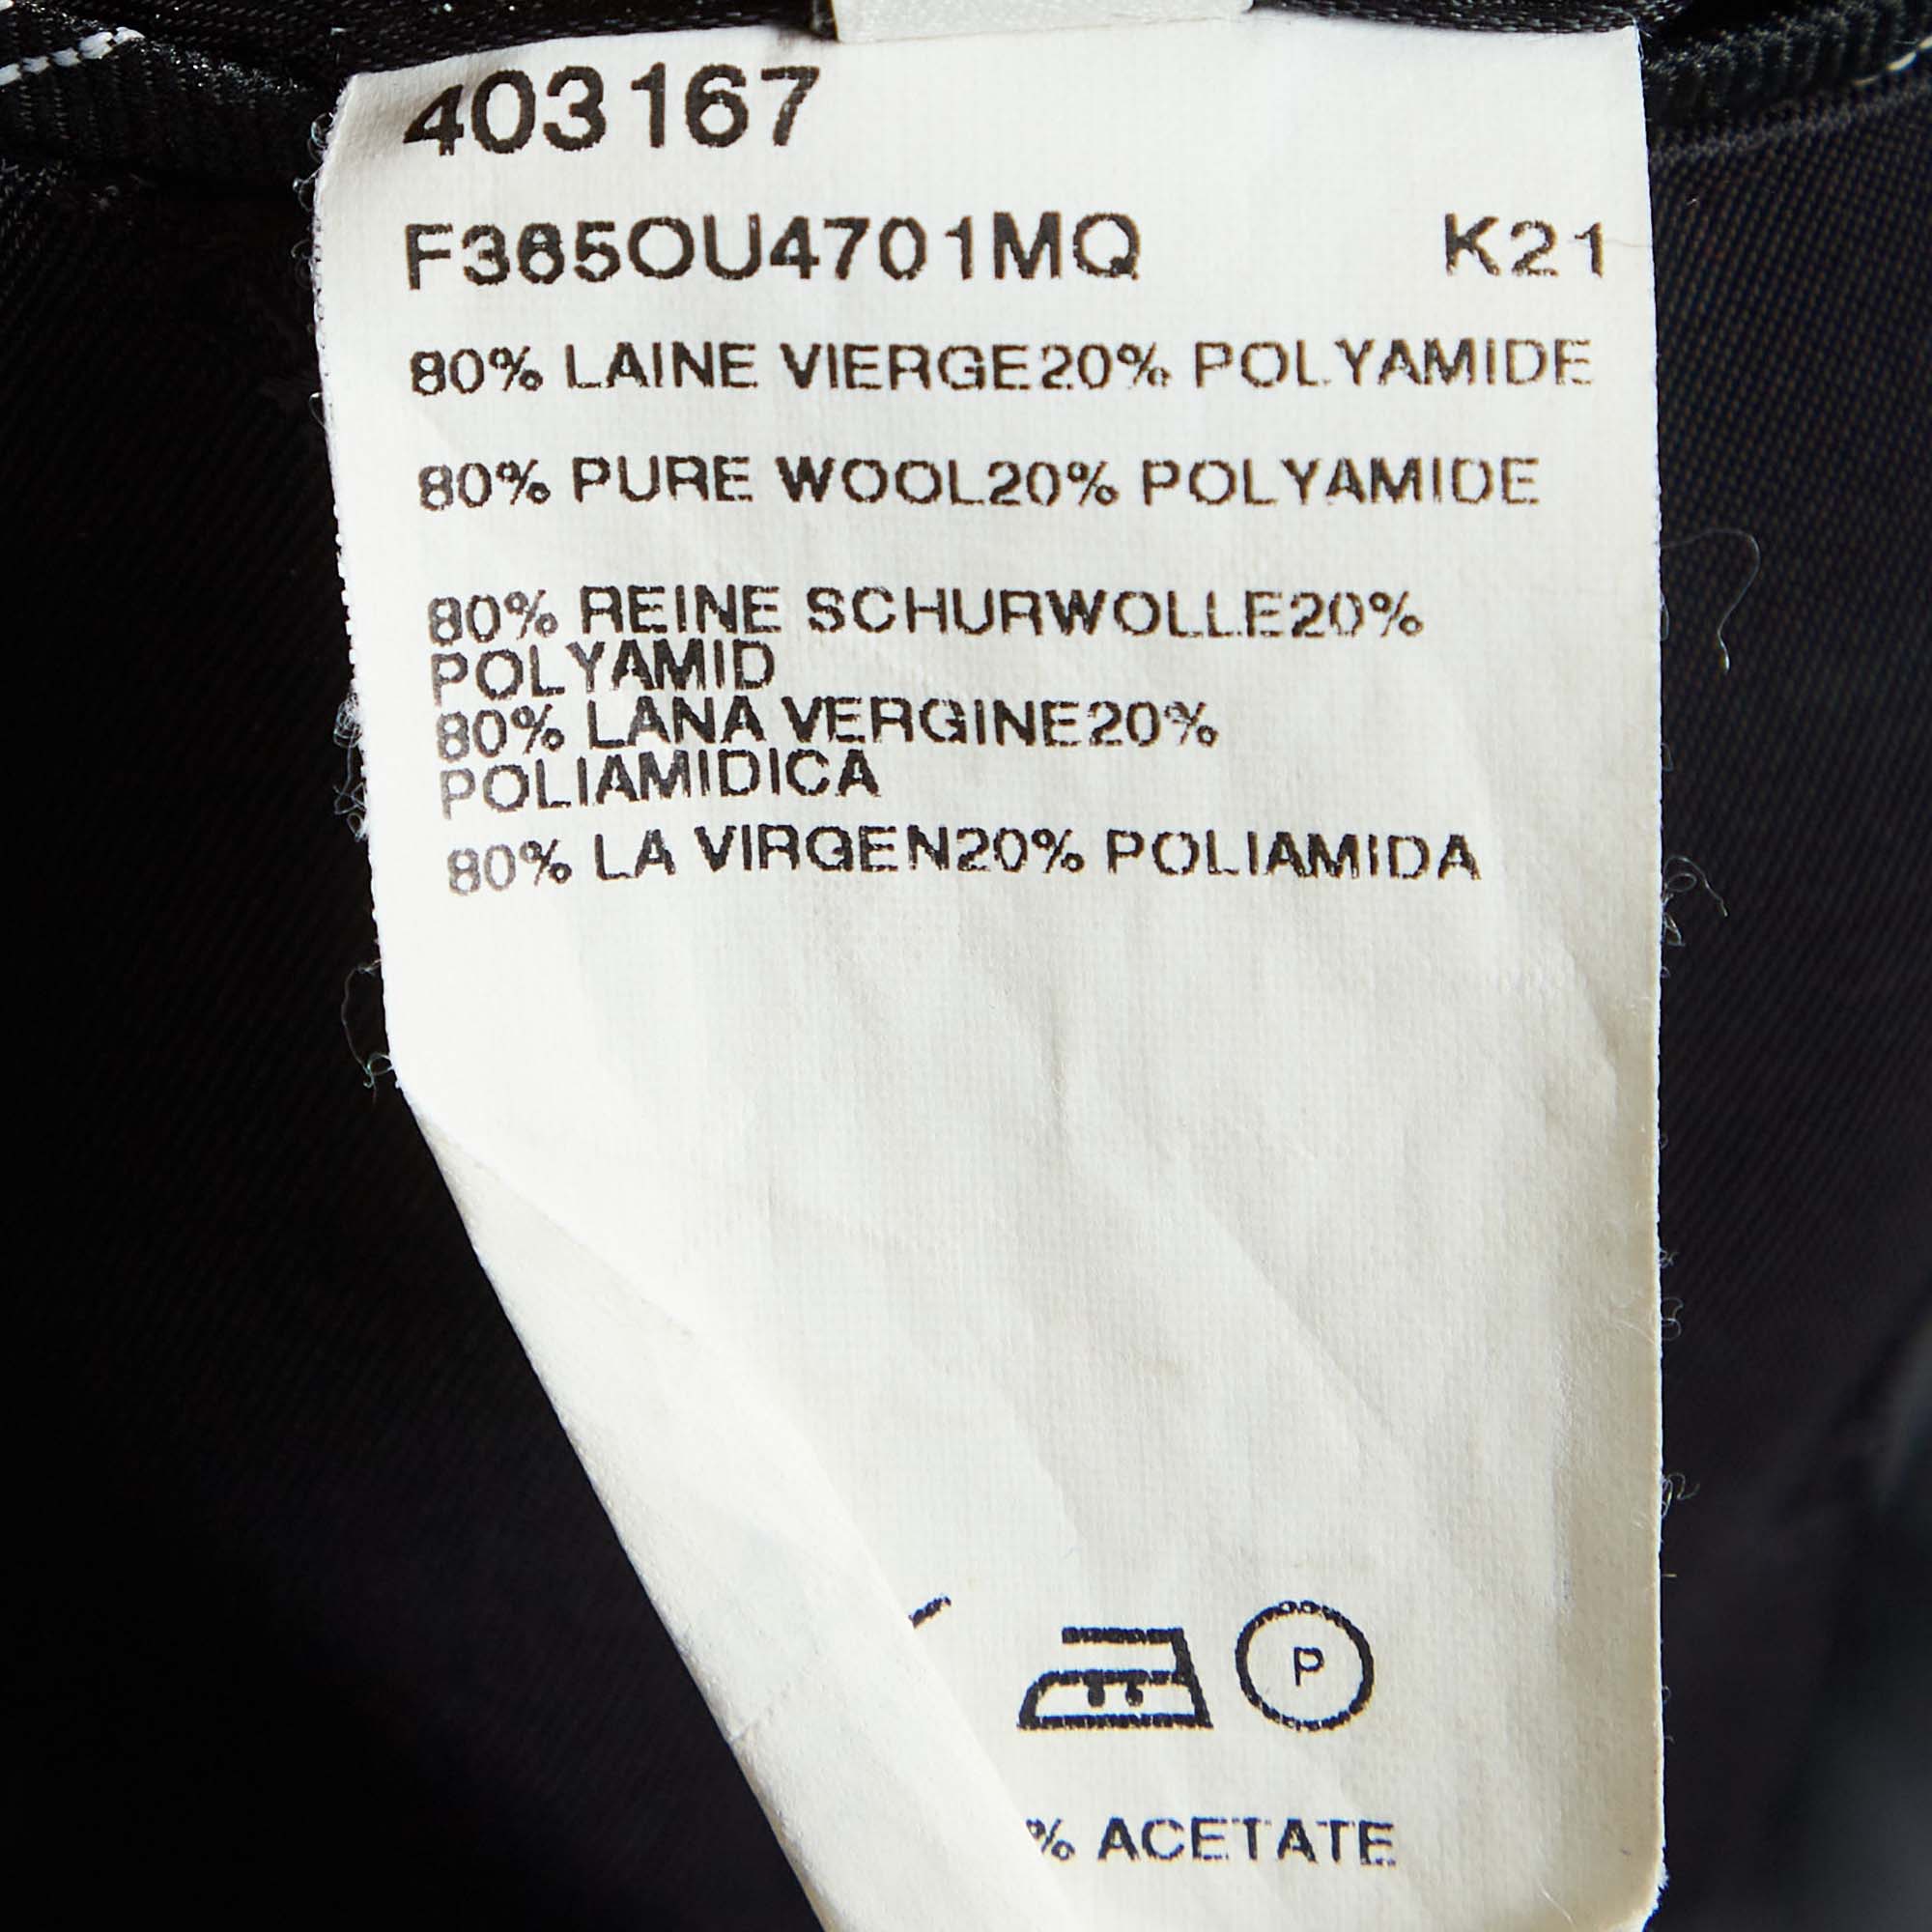 403167
F365OU4701MQ K21
80% LAINE VIERGE20% POLYAMIDE
80% PURE WOOL20% POLYAMIDE
80% REINE SCHURWOLLE20%
POLYAMID
80% LANA VERGINE20%
POLIAMIDICA
80% LA VIRGEN20% POLIAMIDA
P
% ACETATE